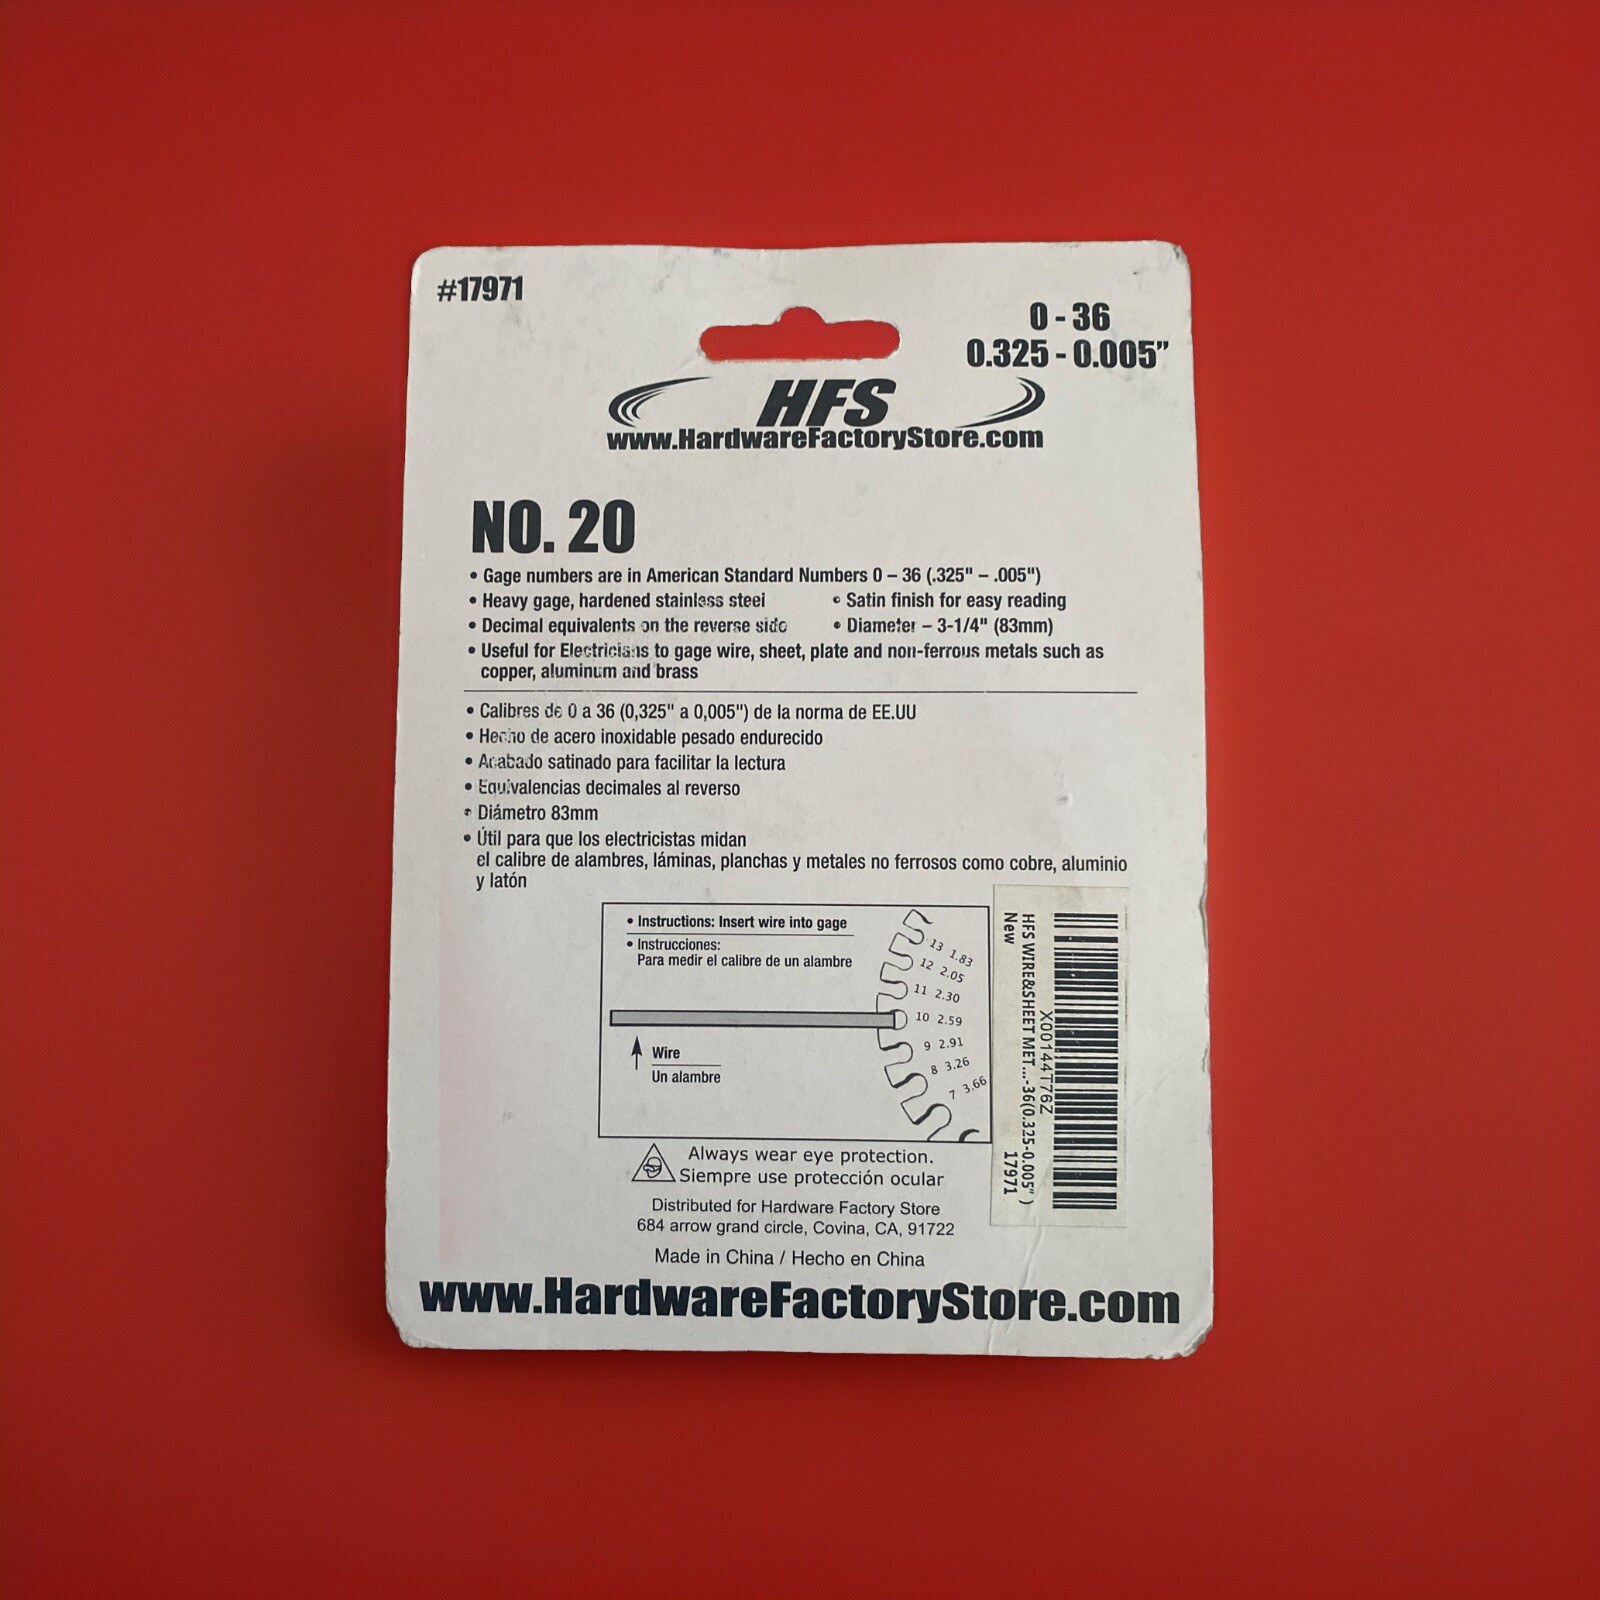 #17971
0 - 36
0.325 - 0.005”
HFS
www.HardwareFactoryStore.com
NO. 20
• Gage numbers are in American Standard Numbers 0 – 36 (.325" – .005")
• Heavy gage, hardened stainless steel • Satin finish for easy reading
• Decimal equivalents on the reverse side • Diameter – 3-1/4" (83mm)
• Useful for Electricians to gage wire, sheet, plate and non-ferrous metals such as
copper, aluminum and brass
• Calibres de 0 a 36 (0,325" a 0,005") de la norma de EE.UU
• Hecho de acero inoxidable pesado endurecido
• Acabado satinado para facilitar la lectura
• Equivalencias decimales al reverso
• Diámetro 83mm
• Útil para que los electricistas midan
el calibre de alambres, láminas, planchas y metales no ferrosos como cobre, aluminio
y latón
• Instructions: Insert wire into gage
• Instrucciones:
Para medir el calibre de un alambre
13 1.83
12 2.05
11 2.30
10 2.59
9 2.91
8 3.26
7 3.66
Wire
Un alambre
X00144T76Z
HFS WIRE&SHEET MET...-36(0.325-0.005" )
New
17971
Always wear eye protection.
Siempre use protección ocular
Distributed for Hardware Factory Store
684 arrow grand circle, Covina, CA, 91722
Made in China / Hecho en China
www.HardwareFactoryStore.com